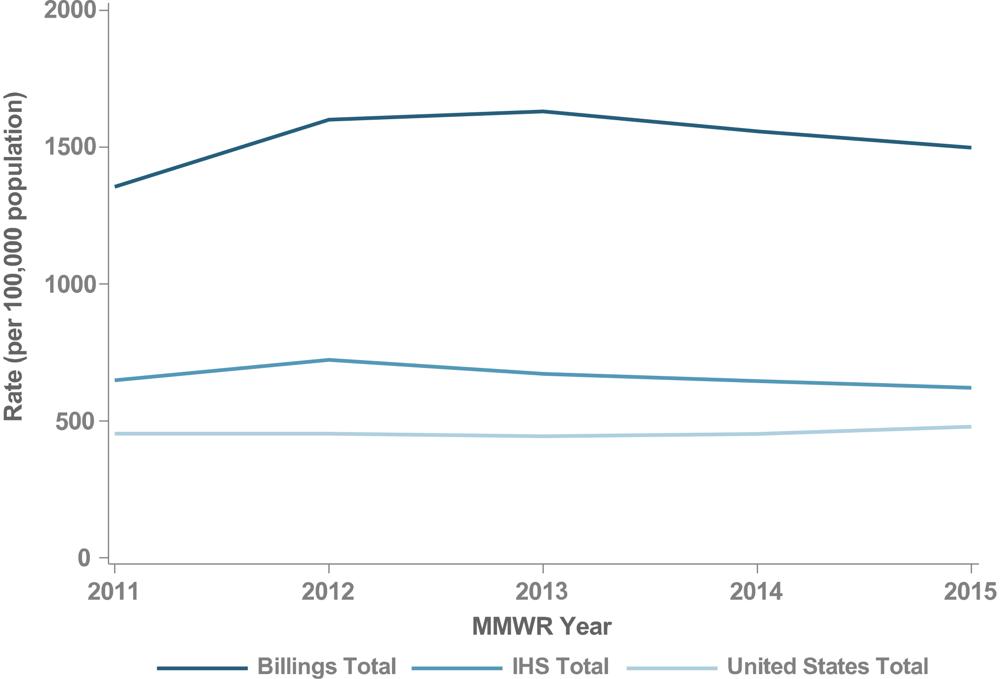 Rate (per 100,000 population)
2000
1500
1000
500
0
2011 2012 2013 2014 2015
MMWR Year
Billings Total IHS Total United States Total